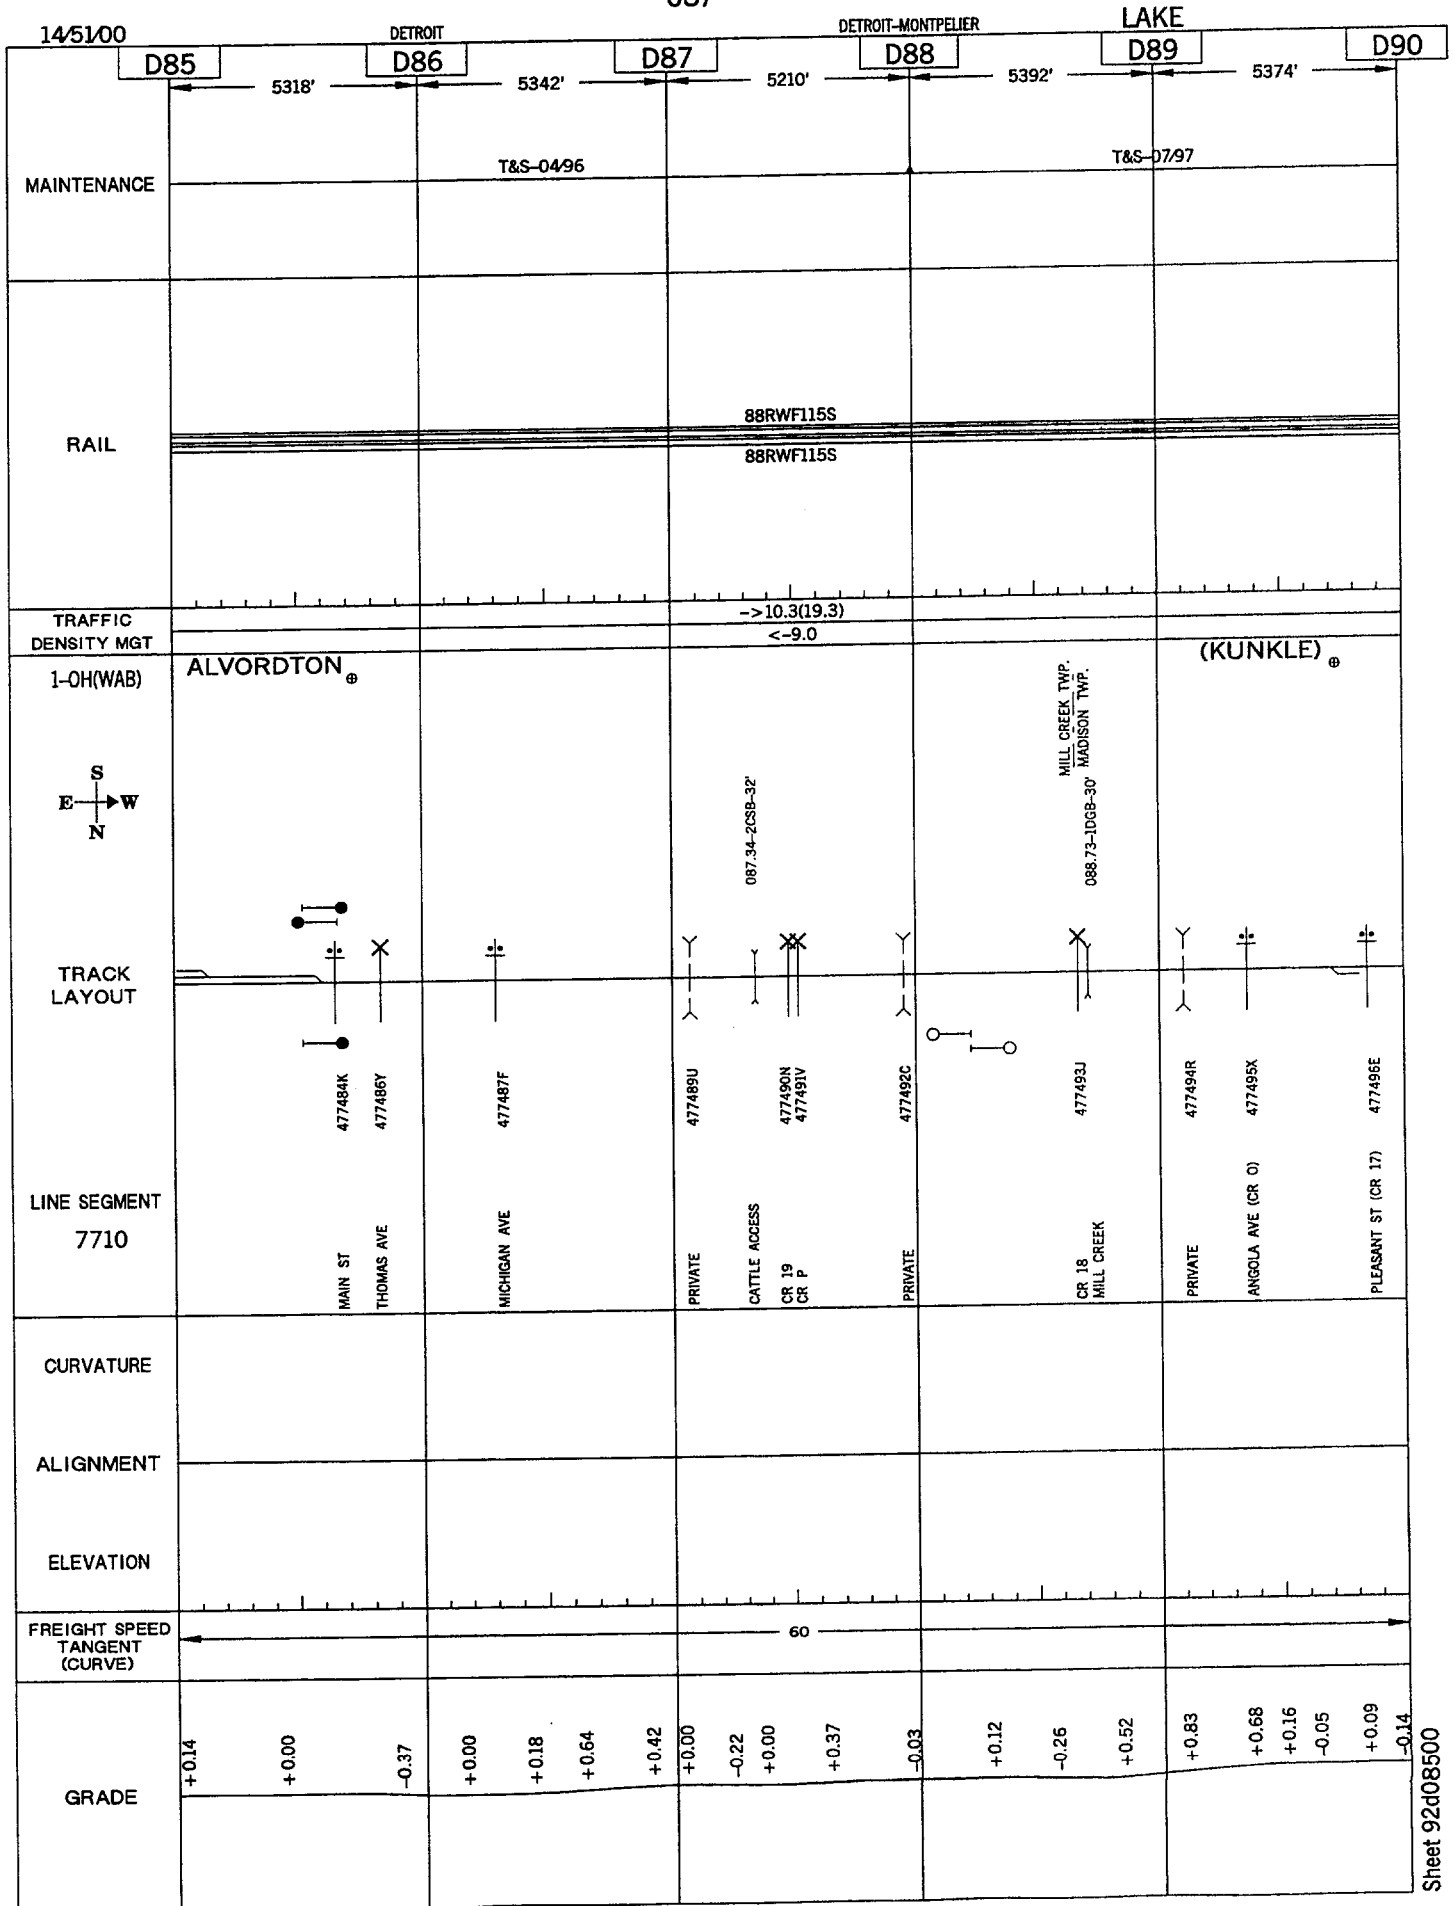 14/51/00
DETROIT
DETROIT-MONTPELIER
LAKE
D85
D86
D87
D88
D89
D90
5318'
5342'
5210'
5392'
5374'
MAINTENANCE
T&S-04/96
T&S-07/97
RAIL
88RWF115S
88RWF115S
TRAFFIC
DENSITY MGT
->10.3(19.3)
<-9.0
1-OH(WAB)
ALVORDTON
(KUNKLE)
S
E
W
N
087.34-2CSB-32'
MILL CREEK TWP.
MADISON TWP.
088.73-1DGB-30'
TRACK
LAYOUT
477484K
477486Y
477487F
477489U
477490N
477491V
477492C
477493J
477494R
477495X
477496E
LINE SEGMENT
7710
MAIN ST
THOMAS AVE
MICHIGAN AVE
PRIVATE
CATTLE ACCESS
CR 19
CR P
PRIVATE
CR 18
MILL CREEK
PRIVATE
ANGOLA AVE (CR O)
PLEASANT ST (CR 17)
CURVATURE
ALIGNMENT
ELEVATION
FREIGHT SPEED
TANGENT
(CURVE)
60
GRADE
+0.14
+0.00
-0.37
+0.00
+0.18
+0.64
+0.42
+0.00
-0.22
+0.00
+0.37
-0.03
+0.12
-0.26
+0.52
+0.83
+0.68
+0.16
-0.05
+0.09
-0.14
Sheet 92d08500